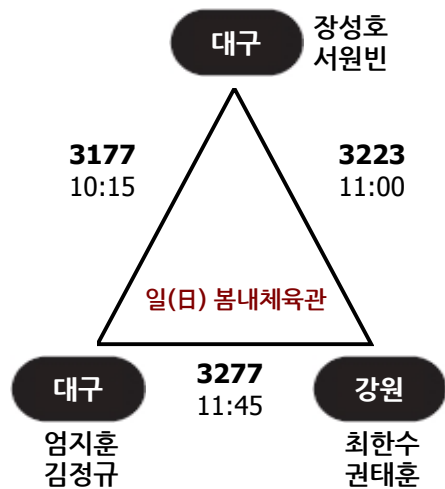 대구
장성호
서원빈
3177
10:15
3223
11:00
일(日) 봄내체육관
대구
3277
11:45
강원
엄지훈
김정규
최한수
권태훈